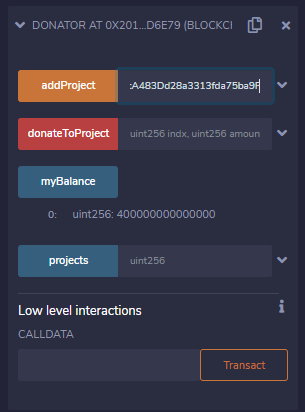 DONATOR AT 0X201...D6E79 (BLOCKCI
addProject :A483Dd28a3313fda75ba9F
donateToProject uint256 indx, uint256 amoun
myBalance
0: uint256: 400000000000000
projects uint256
Low level interactions
CALLDATA
Transact